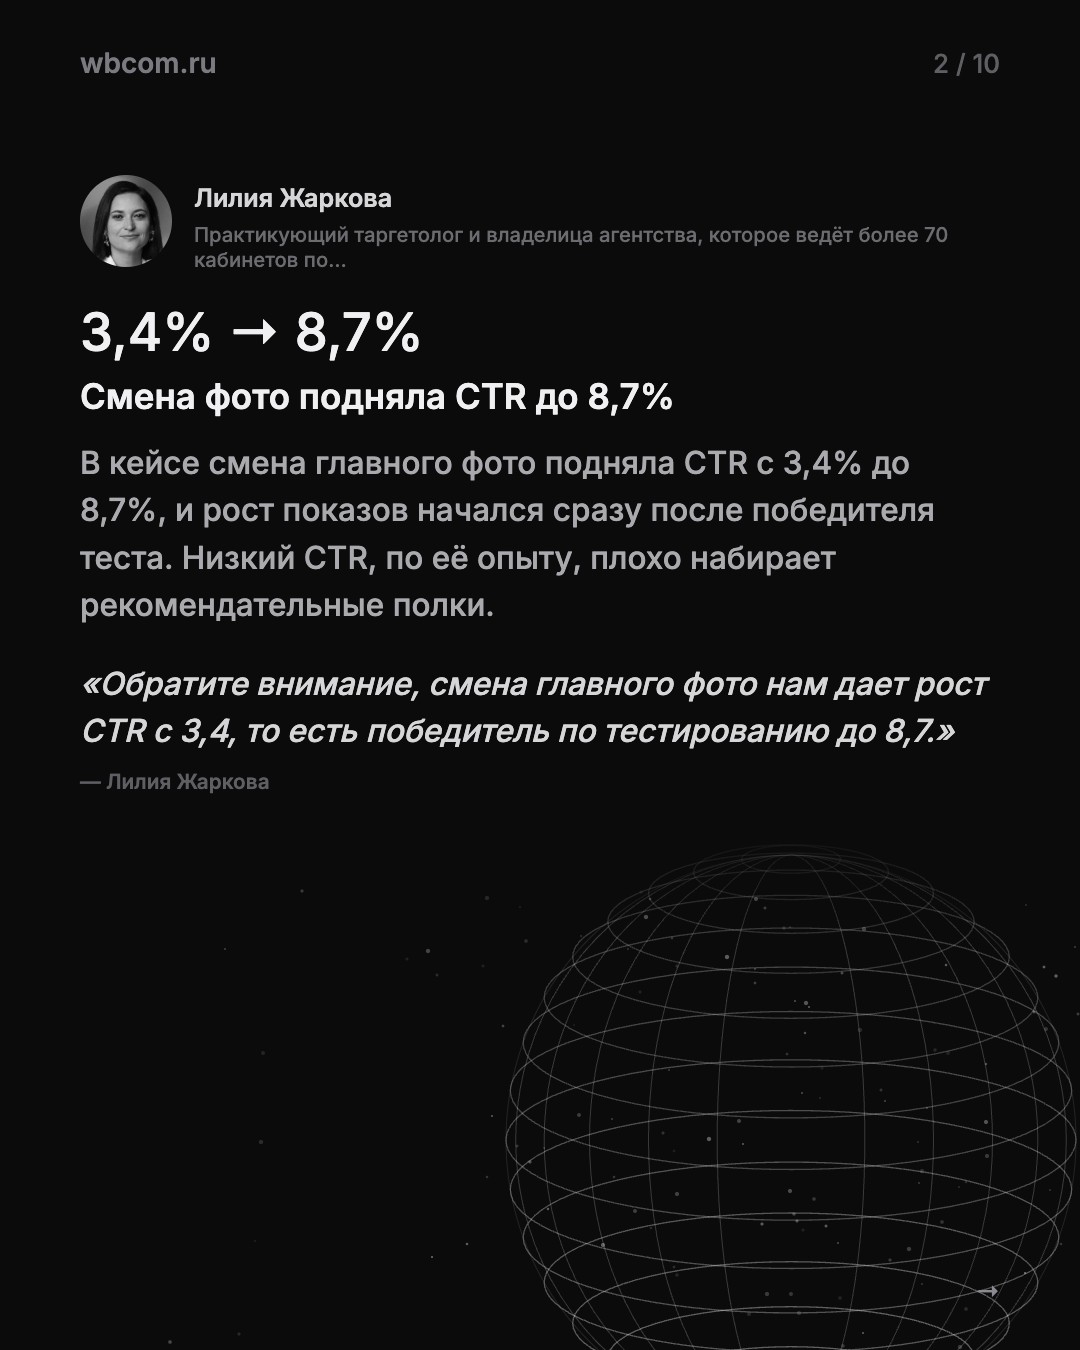 wbcom.ru
2 / 10
Лилия Жаркова
Практикующий таргетолог и владелица агентства, которое ведёт более 70
кабинетов по...
3,4% → 8,7%
Смена фото подняла CTR до 8,7%
В кейсе смена главного фото подняла CTR с 3,4% до
8,7%, и рост показов начался сразу после победителя
теста. Низкий CTR, по её опыту, плохо набирает
рекомендательные полки.
«Обратите внимание, смена главного фото нам дает рост
CTR с 3,4, то есть победитель по тестированию до 8,7.»
— Лилия Жаркова
→